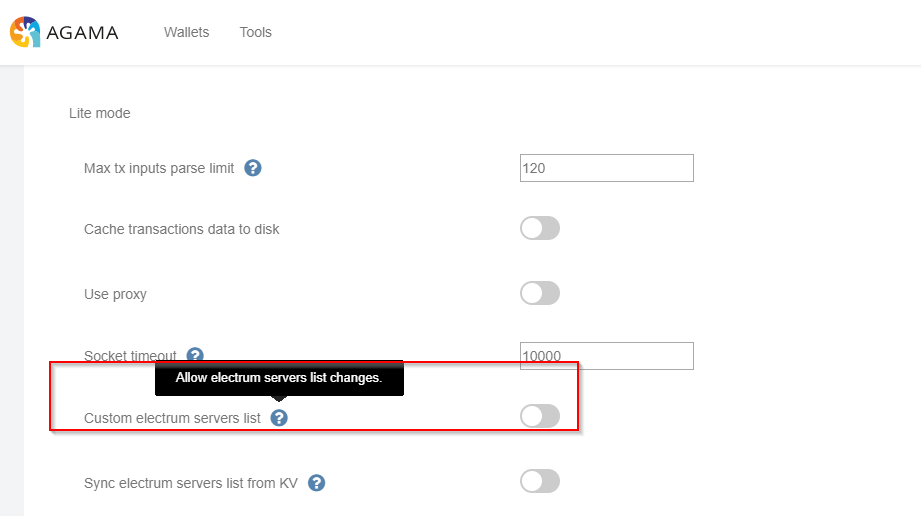 AGAMA Wallets Tools
Lite mode
Max tx inputs parse limit ? 120
Cache transactions data to disk
Use proxy
Socket timeout ? 10000
Allow electrum servers list changes.
Custom electrum servers list ?
Sync electrum servers list from KV ?